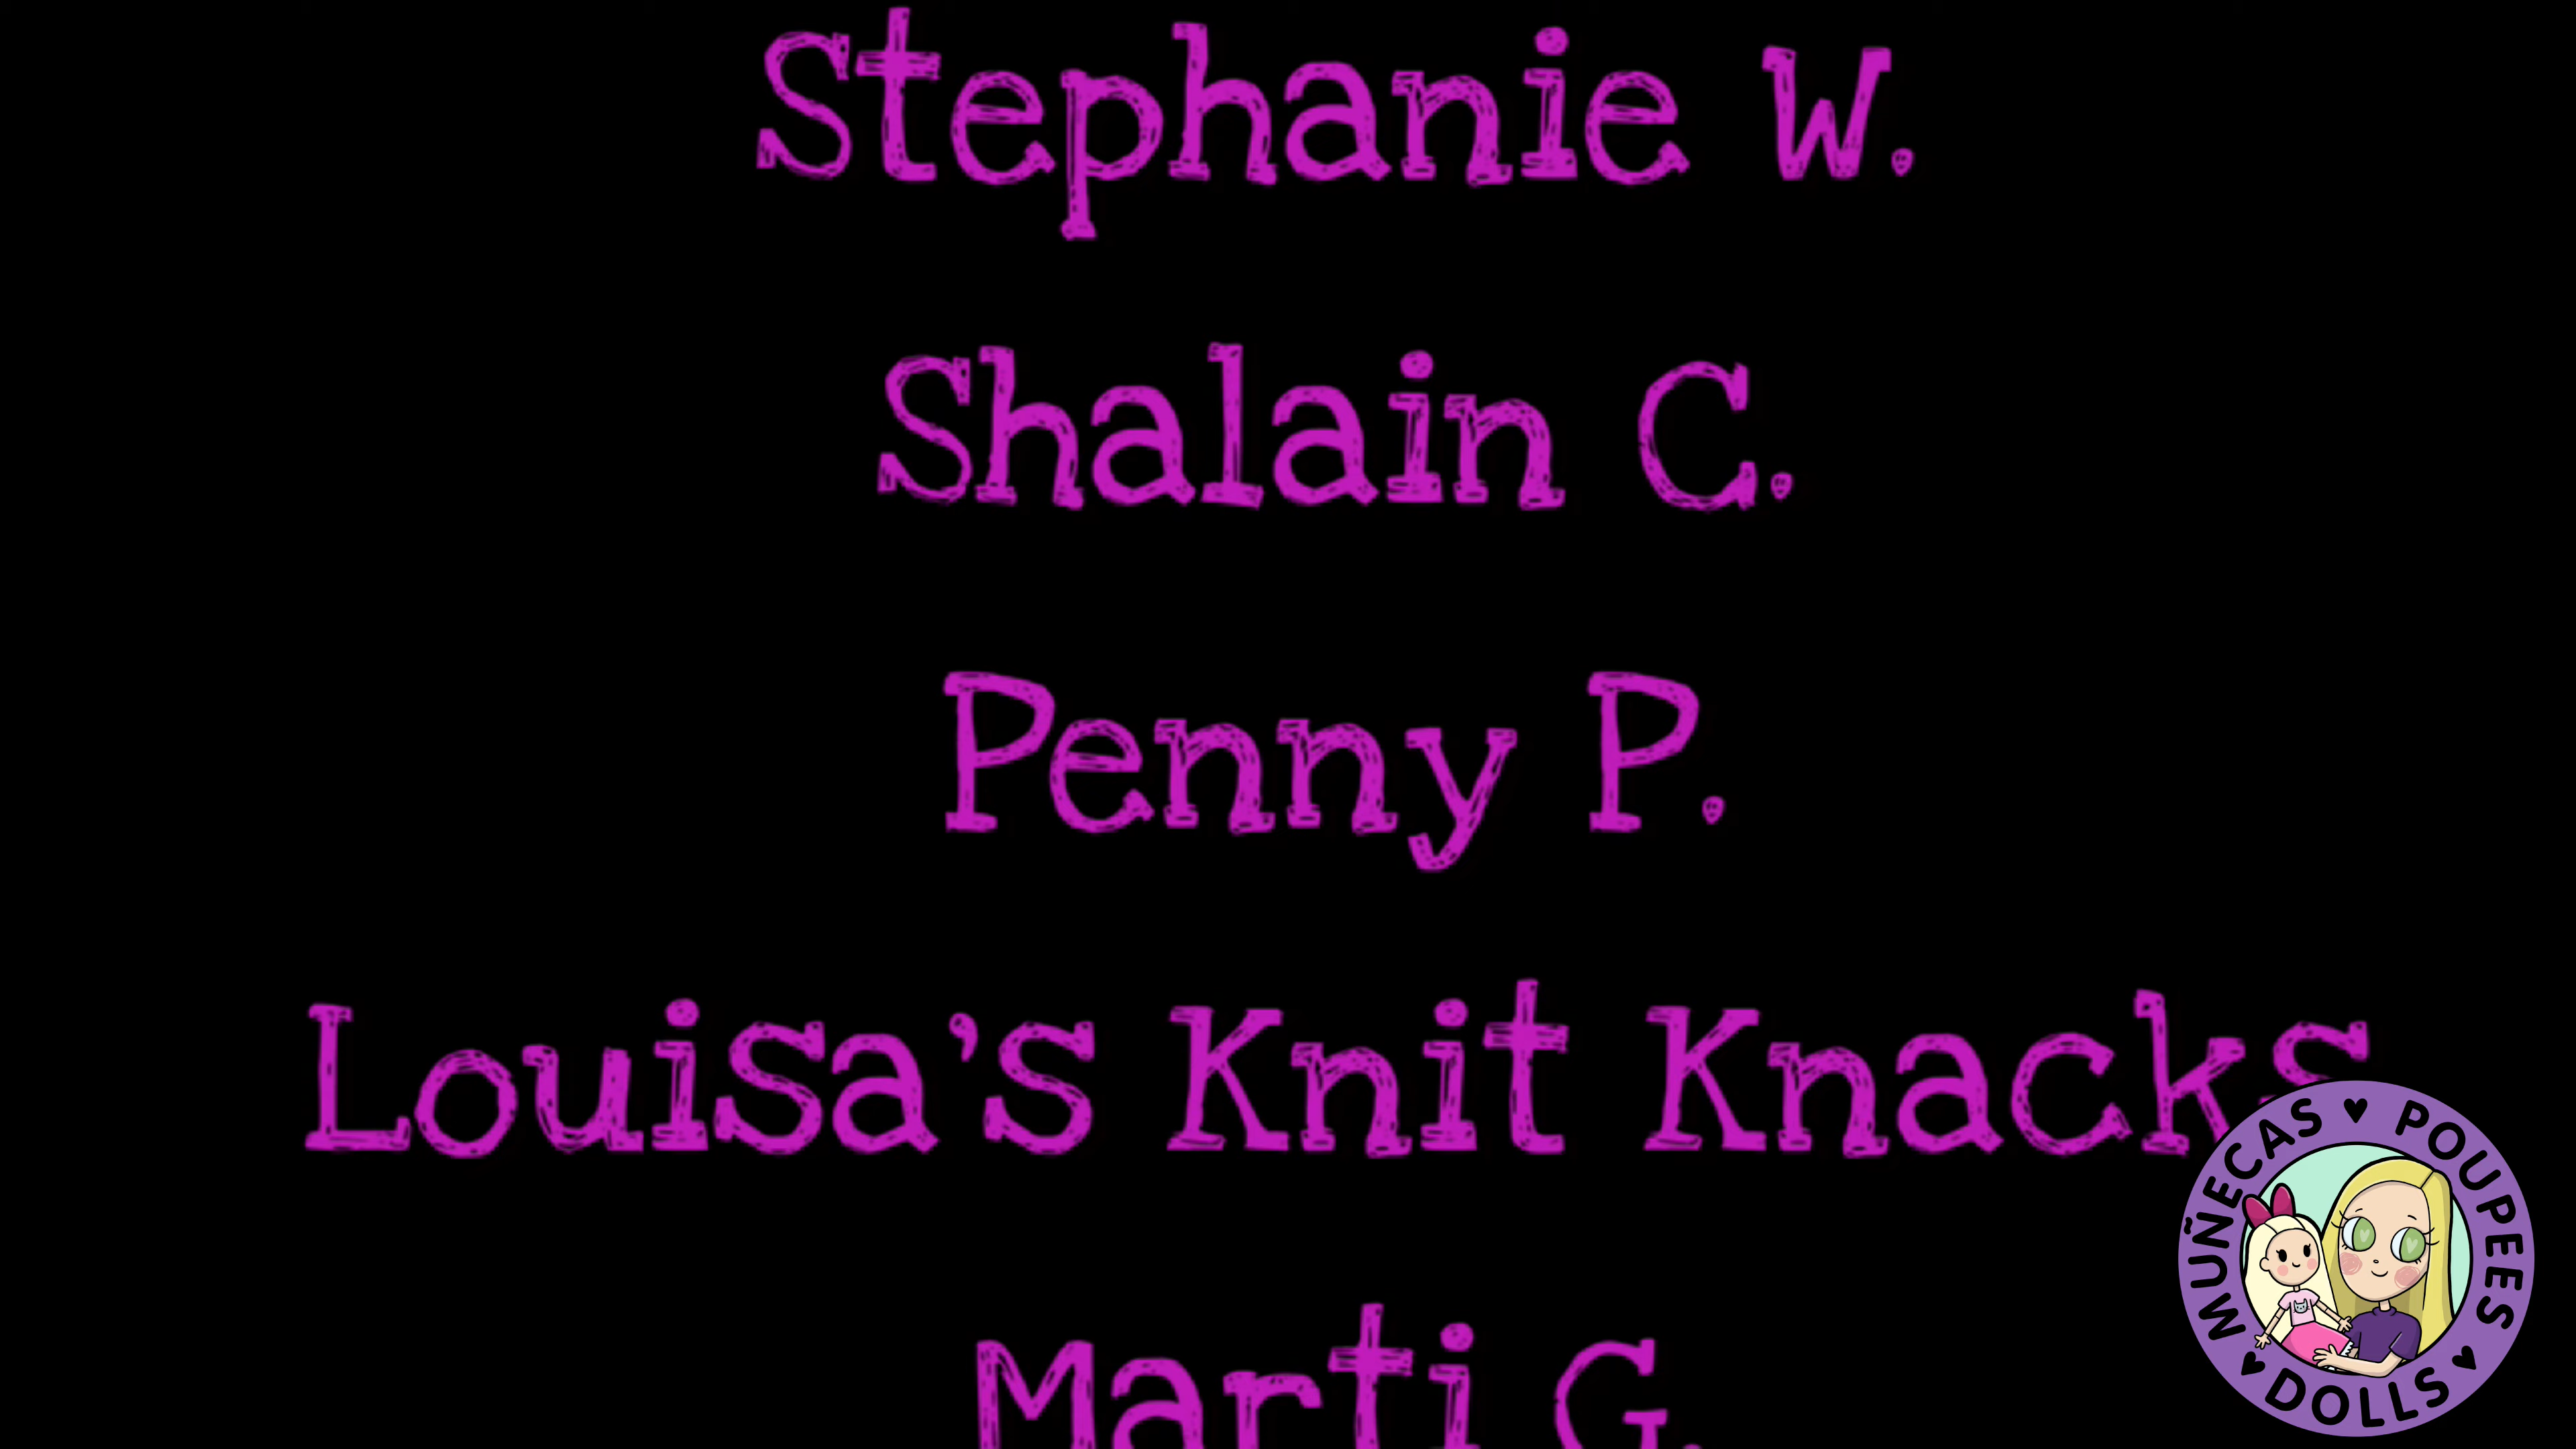 Stephanie W.
Shalain C.
Penny P.
Louisa's Knit Knacks
Marti G.
MUÑECAS ♥ POUPEES ♥ DOLLS ♥